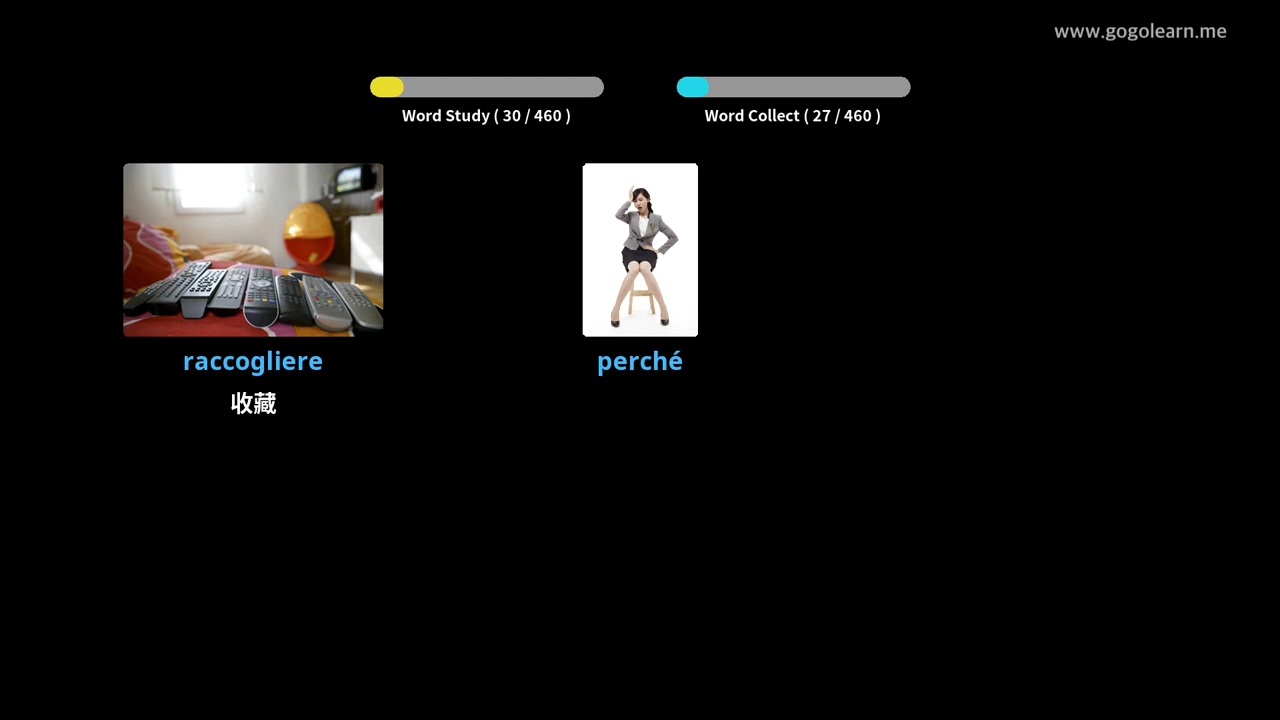 www.gogolearn.me
Word Study ( 30 / 460 )
Word Collect ( 27 / 460 )
raccogliere
收藏
perché